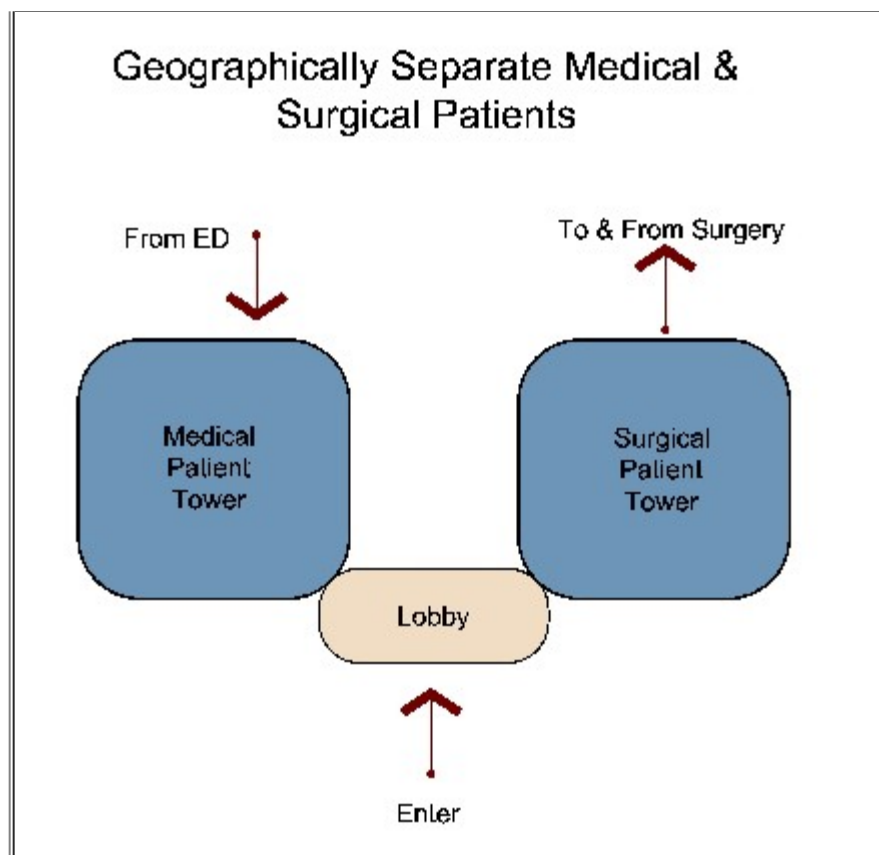 Geographically Separate Medical &
Surgical Patients
From ED
To & From Surgery
Medical
Patient
Tower
Surgical
Patient
Tower
Lobby
Enter